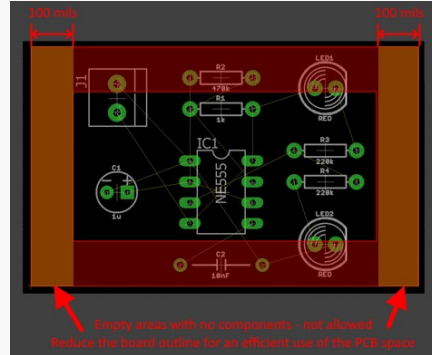 100 mils 100 mils
LED1
R2
470k
J1
R1
1k
RED
IC1
NE555
R3
220k
C1
R4
220k
1u
LED2
C2
10nF
RED
Empty areas with no components - not allowed
Reduce the board outline for an efficient use of the PCB space